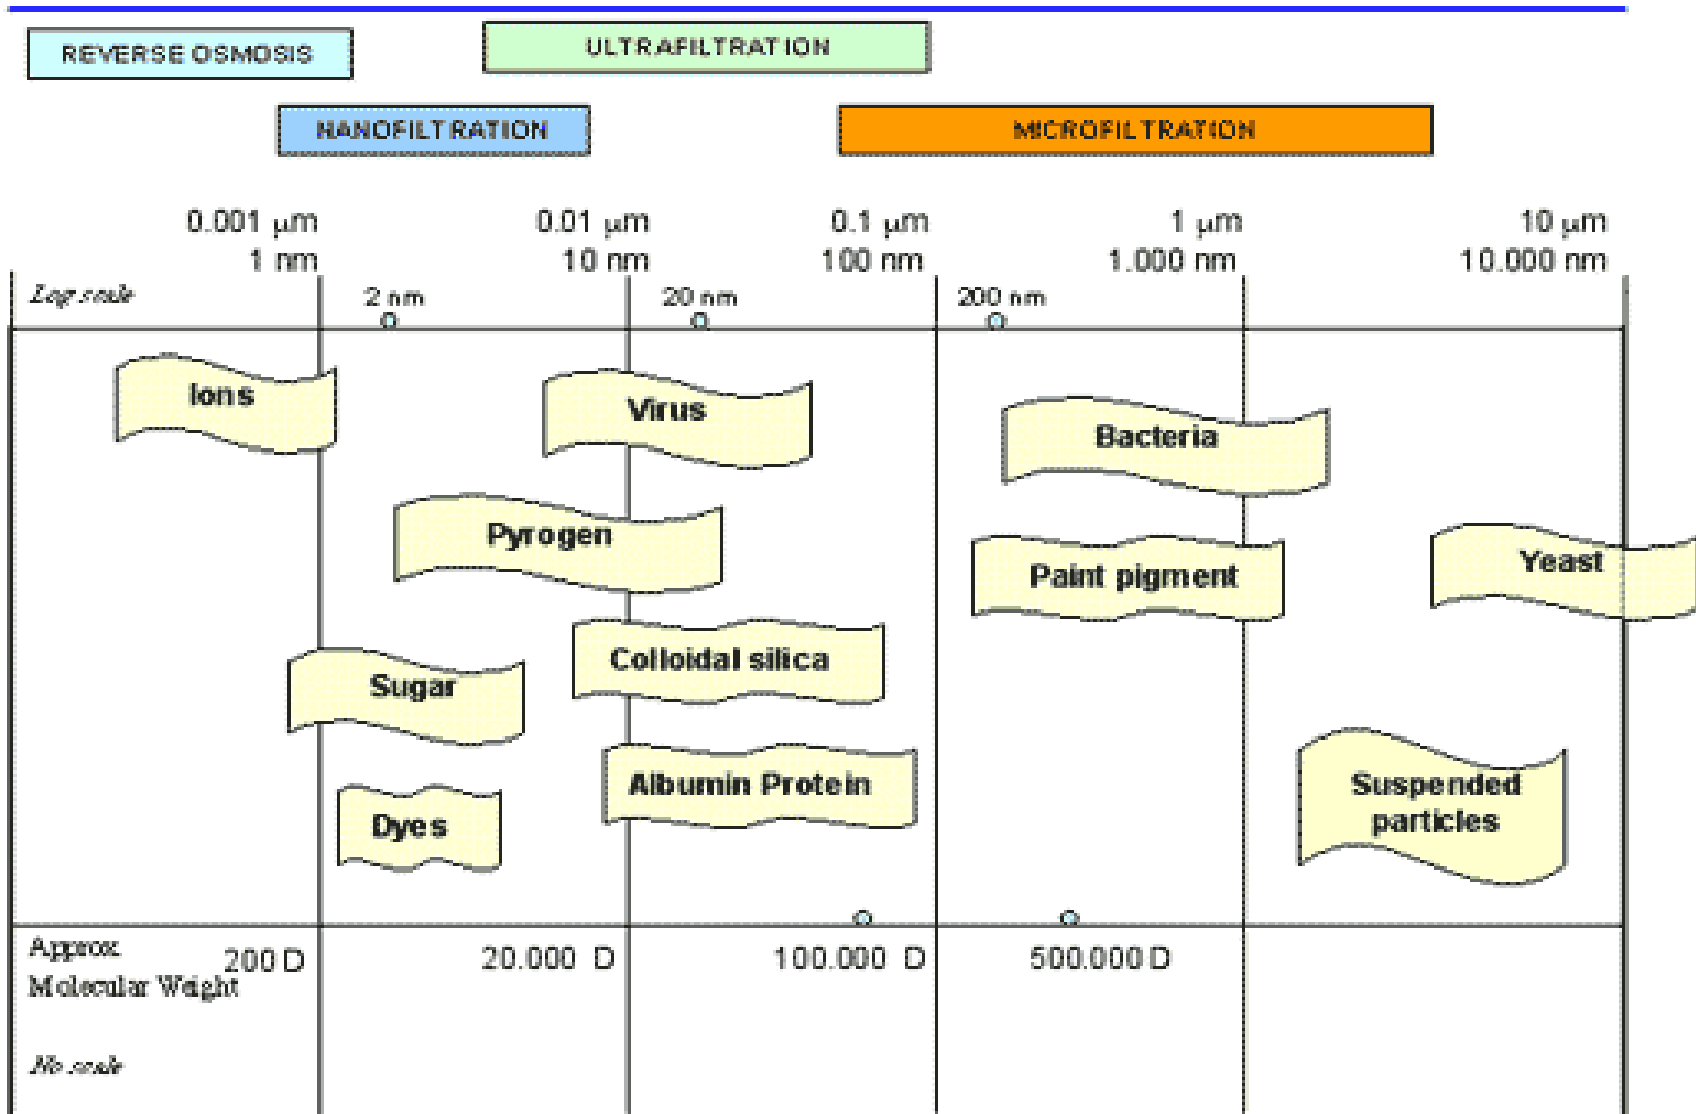 REVERSE OSMOSIS
ULTRAFILTRATION
NANOFILTRATION
MICROFILTRATION
0.001 µm
1 nm
0.01 µm
10 nm
0.1 µm
100 nm
1 µm
1.000 nm
10 µm
10.000 nm
Log scale
2 nm
20 nm
200 nm
Ions
Virus
Bacteria
Pyrogen
Paint pigment
Yeast
Colloidal silica
Sugar
Albumin Protein
Suspended
particles
Dyes
Approx.
Molecular Weight
200 D
20.000 D
100.000 D
500.000 D
No scale